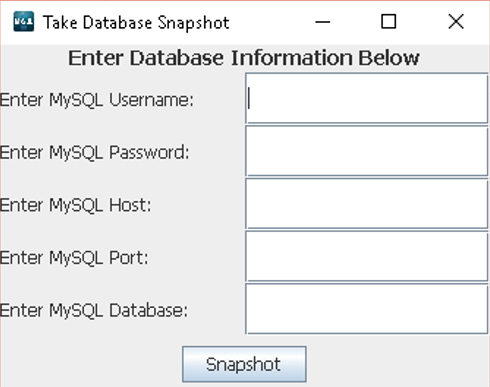 Take Database Snapshot
Enter Database Information Below
Enter MySQL Username:
Enter MySQL Password:
Enter MySQL Host:
Enter MySQL Port:
Enter MySQL Database:
Snapshot